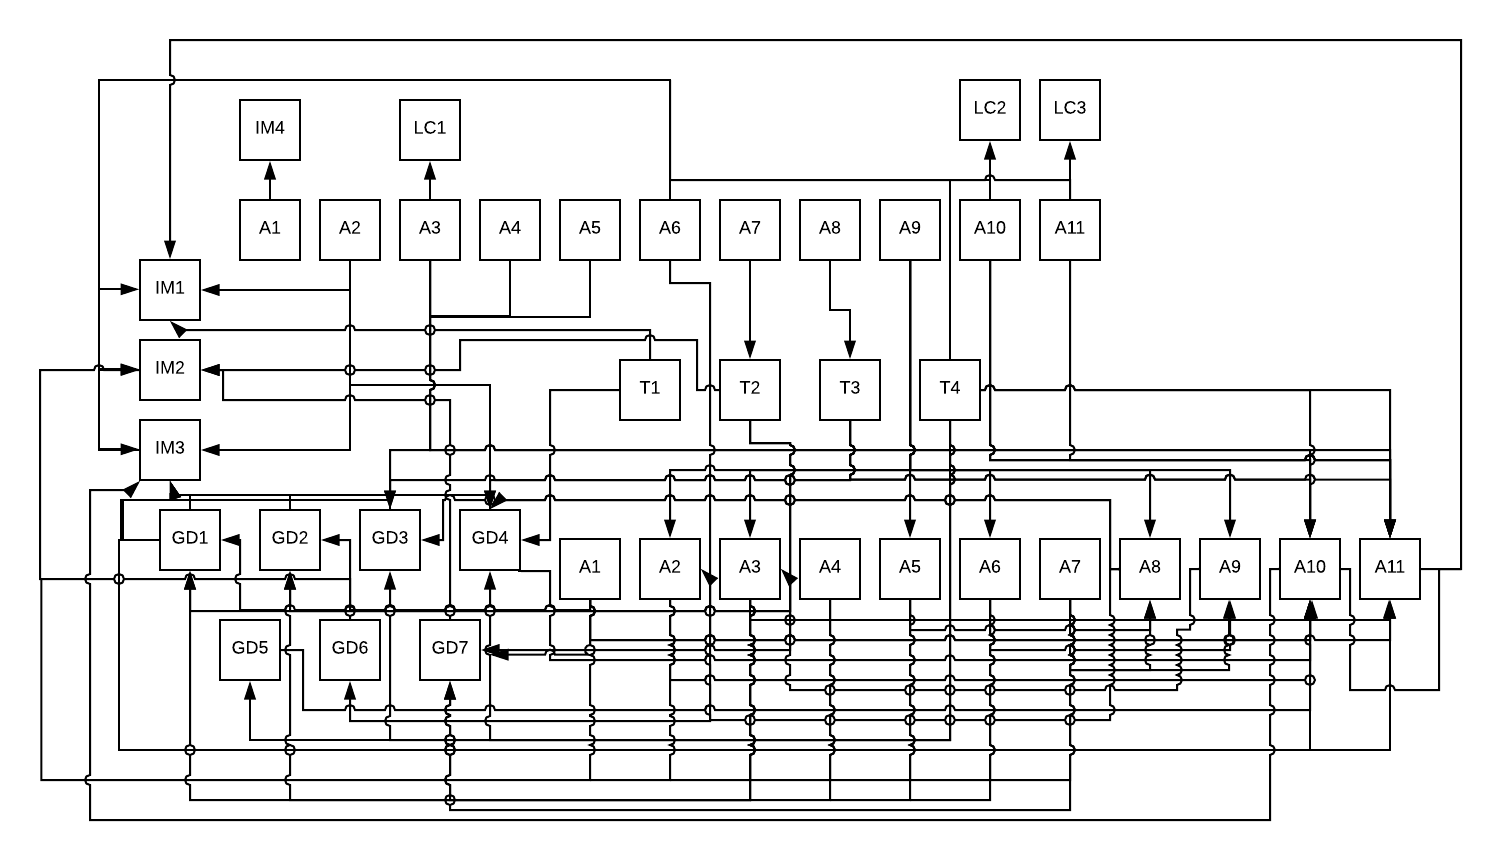 LC2 LC3
IM4 LC1
A1 A2 A3 A4 A5 A6 A7 A8 A9 A10 A11
IM1
IM2
T1 T2 T3 T4
IM3
GD1 GD2 GD3 GD4
A1 A2 A3 A4 A5 A6 A7 A8 A9 A10 A11
GD5 GD6 GD7